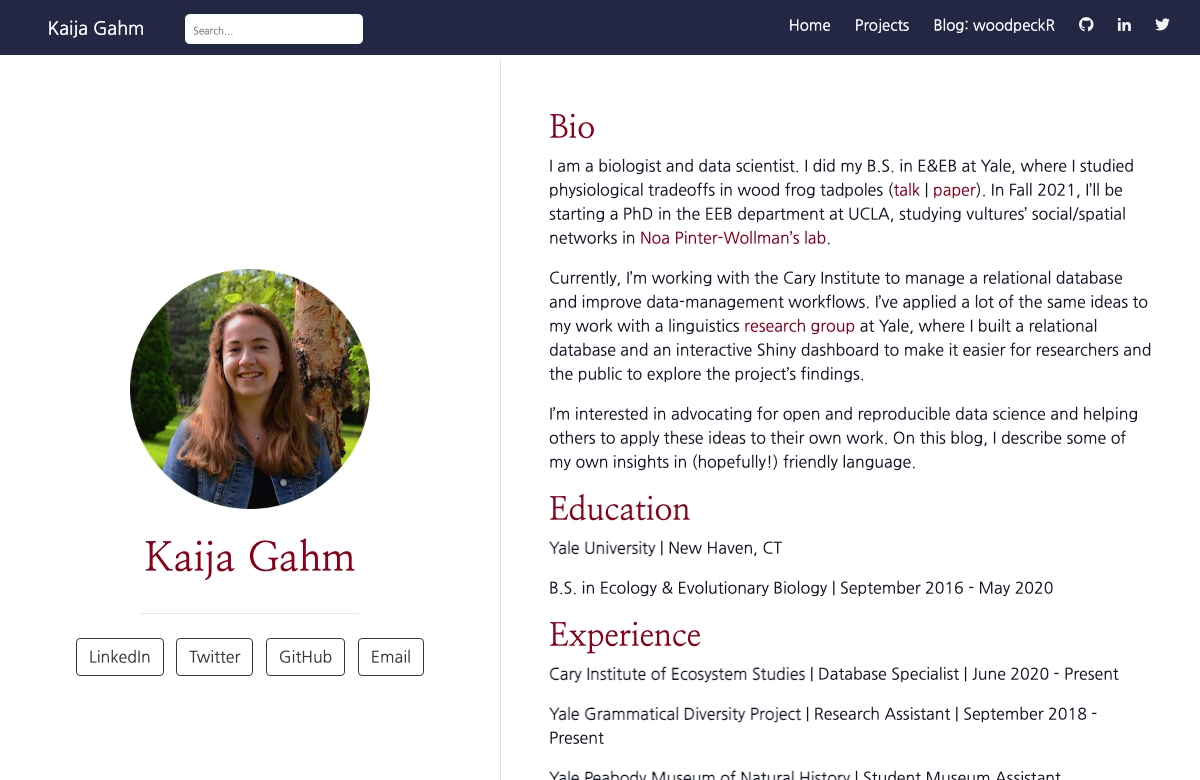 Kaija Gahm
Search...
Home Projects Blog: woodpeckR
Kaija Gahm
LinkedIn Twitter GitHub Email
Bio
I am a biologist and data scientist. I did my B.S. in E&EB at Yale, where I studied
physiological tradeoffs in wood frog tadpoles (talk | paper). In Fall 2021, I’ll be
starting a PhD in the EEB department at UCLA, studying vultures’ social/spatial
networks in Noa Pinter-Wollman’s lab.
Currently, I’m working with the Cary Institute to manage a relational database
and improve data-management workflows. I’ve applied a lot of the same ideas to
my work with a linguistics research group at Yale, where I built a relational
database and an interactive Shiny dashboard to make it easier for researchers and
the public to explore the project’s findings.
I’m interested in advocating for open and reproducible data science and helping
others to apply these ideas to their own work. On this blog, I describe some of
my own insights in (hopefully!) friendly language.
Education
Yale University | New Haven, CT
B.S. in Ecology & Evolutionary Biology | September 2016 - May 2020
Experience
Cary Institute of Ecosystem Studies | Database Specialist | June 2020 - Present
Yale Grammatical Diversity Project | Research Assistant | September 2018 -
Present
Yale Peabody Museum of Natural History | Student Museum Assistant